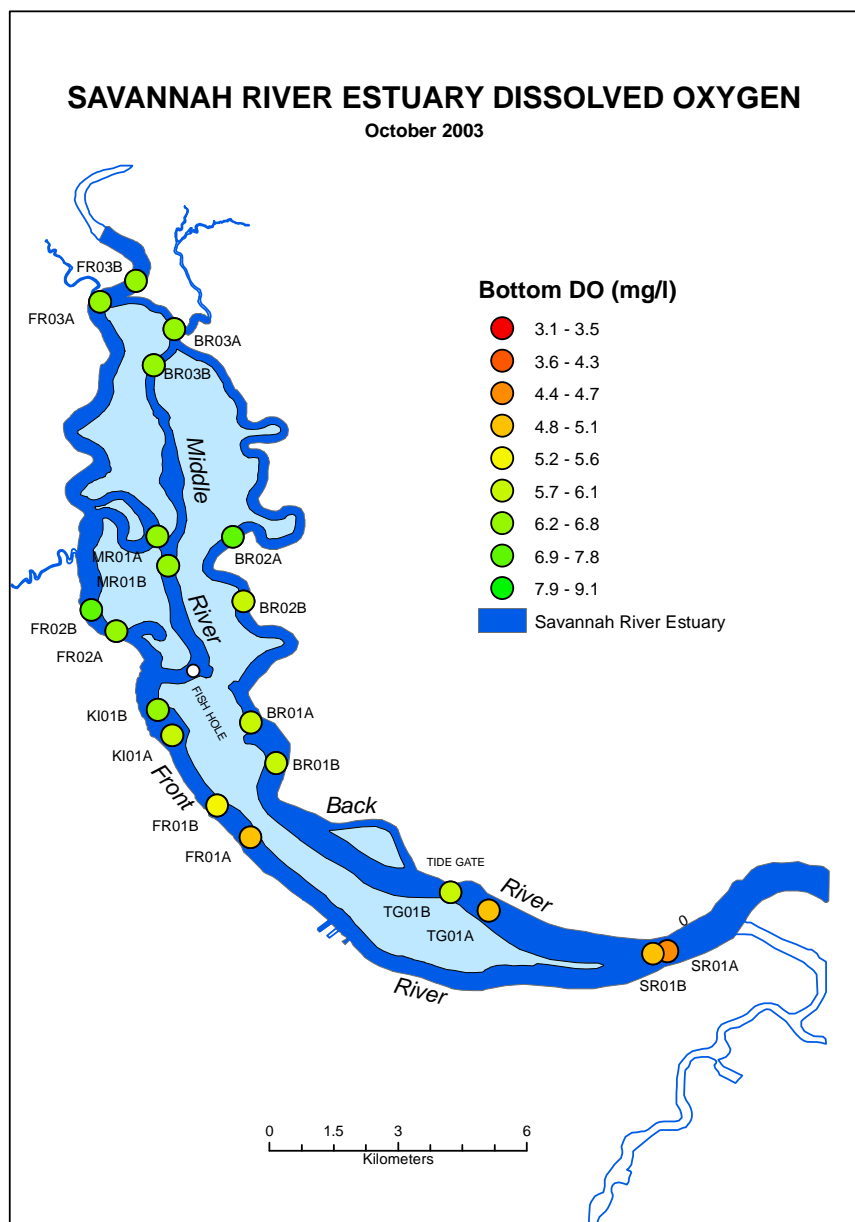 SAVANNAH RIVER ESTUARY DISSOLVED OXYGEN
October 2003
FR03B
FR03A
BR03A
BR03B
Bottom DO (mg/l)
3.1 - 3.5
3.6 - 4.3
4.4 - 4.7
4.8 - 5.1
5.2 - 5.6
5.7 - 6.1
6.2 - 6.8
6.9 - 7.8
7.9 - 9.1
Savannah River Estuary
Middle
River
MR01A
MR01B
BR02A
BR02B
FR02B
FR02A
FISH HOLE
KI01B
KI01A
BR01A
BR01B
Front
FR01B
FR01A
Back
TIDE GATE
River
TG01B
TG01A
0
SR01A
SR01B
River
0 1.5 3 6
Kilometers